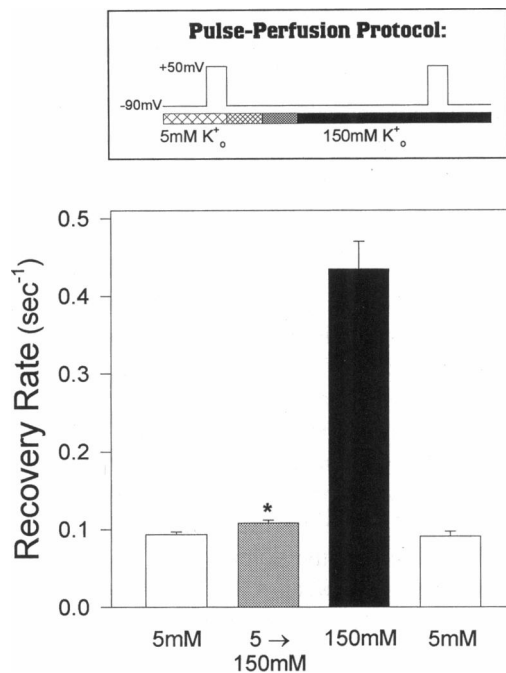 Pulse-Perfusion Protocol:
+50mV
-90mV
5mM K⁺ₒ 150mM K⁺ₒ
Recovery Rate (sec⁻¹)
0.5
0.4
0.3
0.2
0.1
0.0
*
5mM 5 → 150mM 5mM
150mM